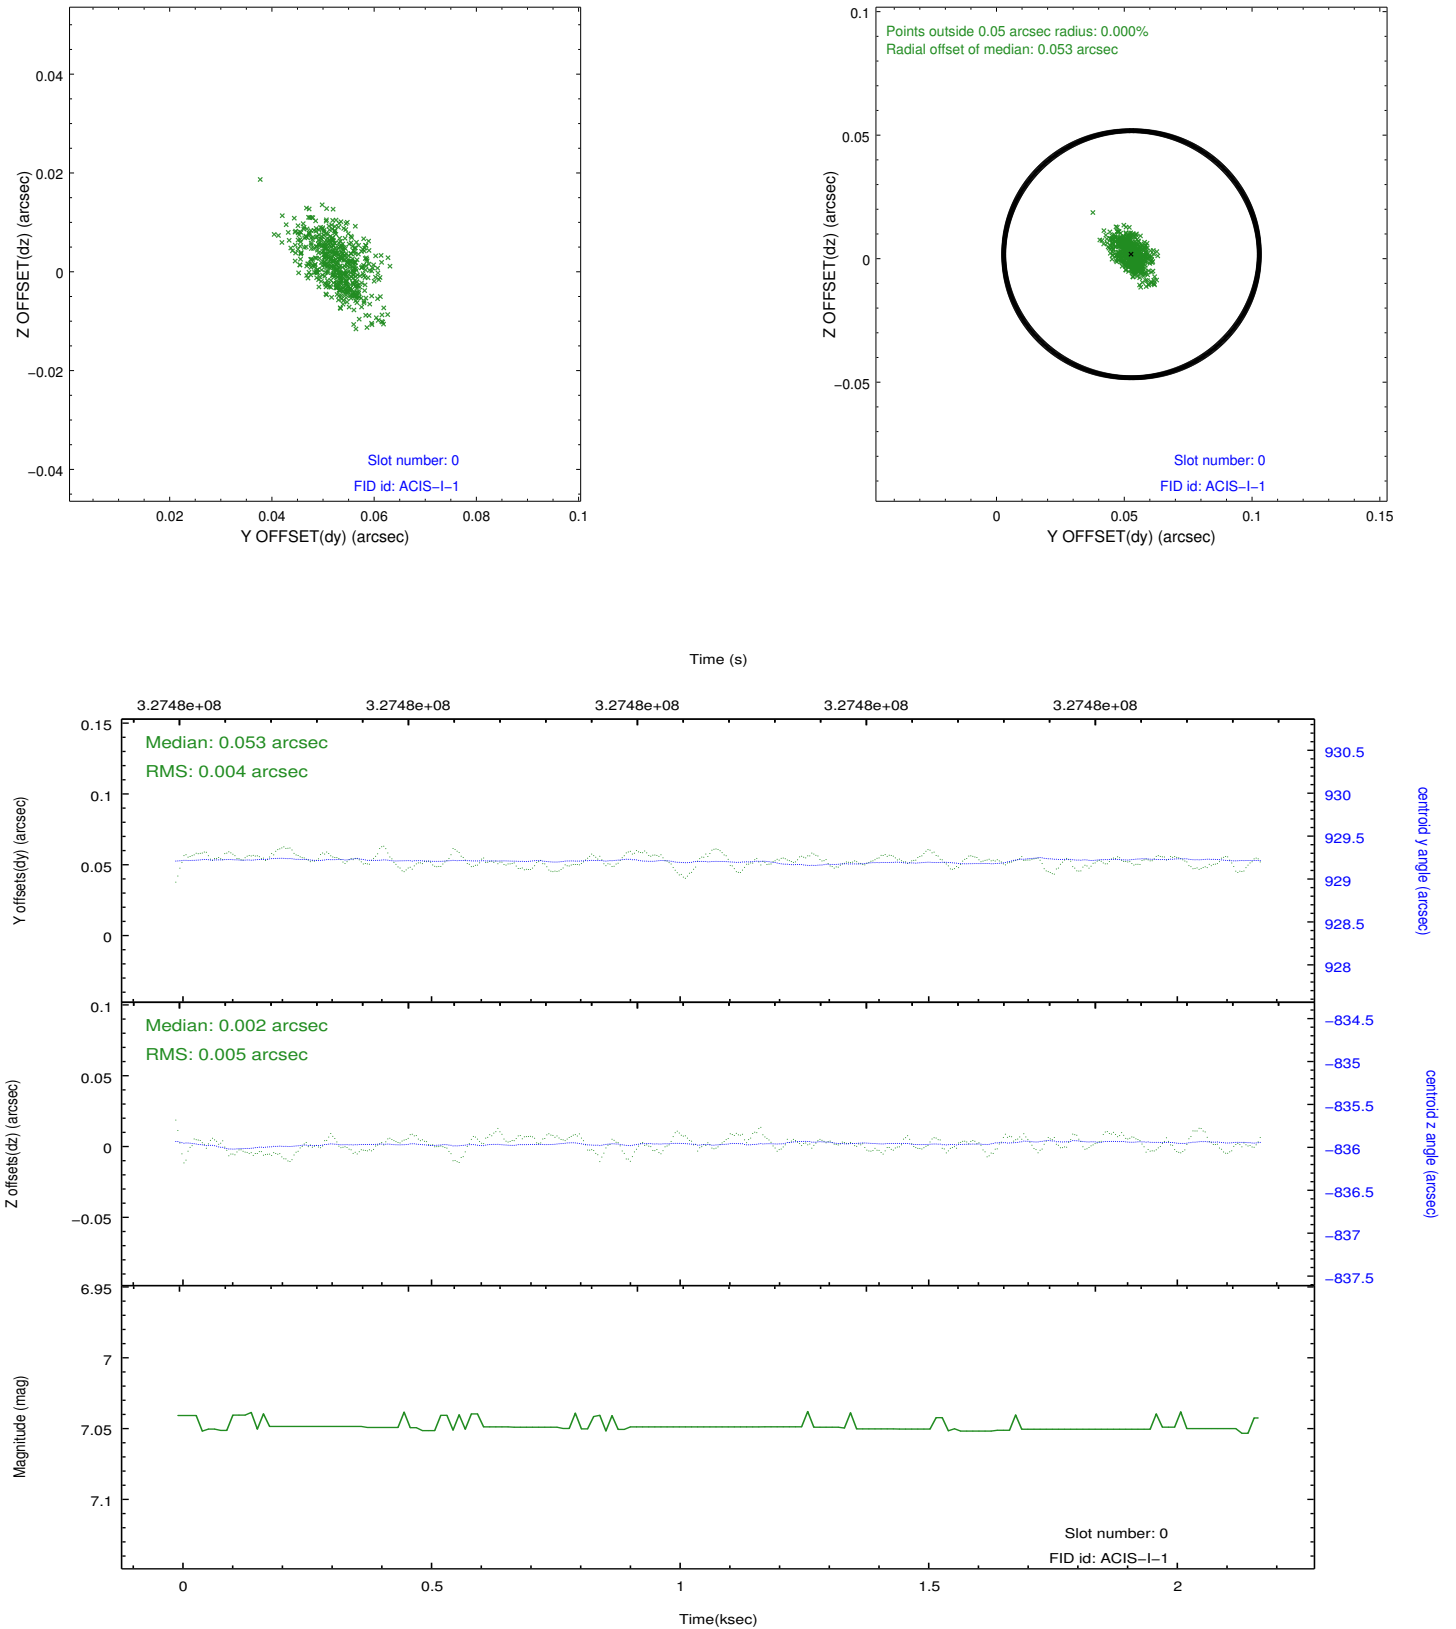 0.04
0.02
0
−0.02
−0.04
Z OFFSET(dz) (arcsec)
Slot number: 0
FID id: ACIS−I−1
0.02 0.04 0.06 0.08 0.1
Y OFFSET(dy) (arcsec)
Points outside 0.05 arcsec radius: 0.000%
Radial offset of median: 0.053 arcsec
0.1
0.05
0
−0.05
Z OFFSET(dz) (arcsec)
Slot number: 0
FID id: ACIS−I−1
0 0.05 0.1 0.15
Y OFFSET(dy) (arcsec)
Time (s)
3.2748e+08 3.2748e+08 3.2748e+08 3.2748e+08 3.2748e+08
Median: 0.053 arcsec
RMS: 0.004 arcsec
0.15
0.1
0.05
0
Y offsets(dy) (arcsec)
930.5
930
929.5
929
928.5
928
centroid y angle (arcsec)
Median: 0.002 arcsec
RMS: 0.005 arcsec
0.1
0.05
0
−0.05
Z offsets(dz) (arcsec)
−834.5
−835
−835.5
−836
−836.5
−837
−837.5
centroid z angle (arcsec)
6.95
7
7.05
7.1
Magnitude (mag)
Slot number: 0
FID id: ACIS−I−1
0 0.5 1 1.5 2
Time(ksec)